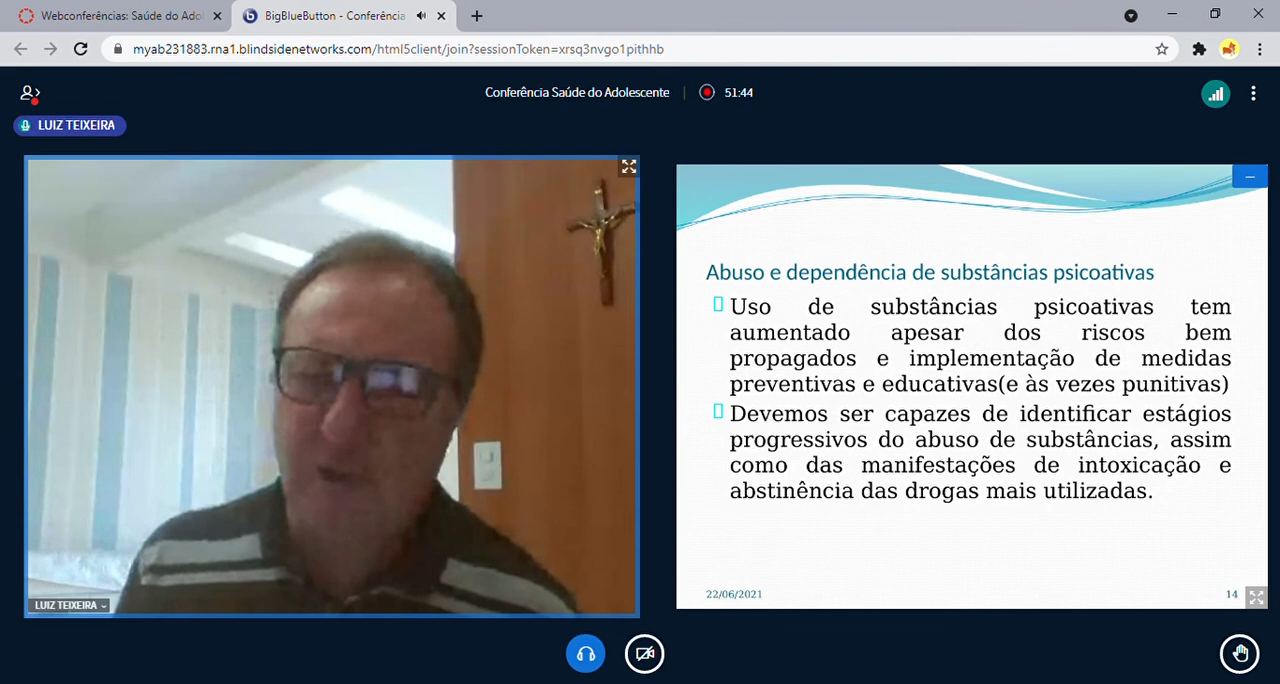 Webconferências: Saúde do Ado
BigBlueButton - Conferência
myab231883.rna1.blindsidenetworks.com/html5client/join?sessionToken=xrsq3nvgo1pithhb
Conferência Saúde do Adolescente
51:44
LUIZ TEIXEIRA
LUIZ TEIXEIRA
Abuso e dependência de substâncias psicoativas
Uso de substâncias psicoativas tem
aumentado apesar dos riscos bem
propagados e implementação de medidas
preventivas e educativas(e às vezes punitivas)
Devemos ser capazes de identificar estágios
progressivos do abuso de substâncias, assim
como das manifestações de intoxicação e
abstinência das drogas mais utilizadas.
22/06/2021
14